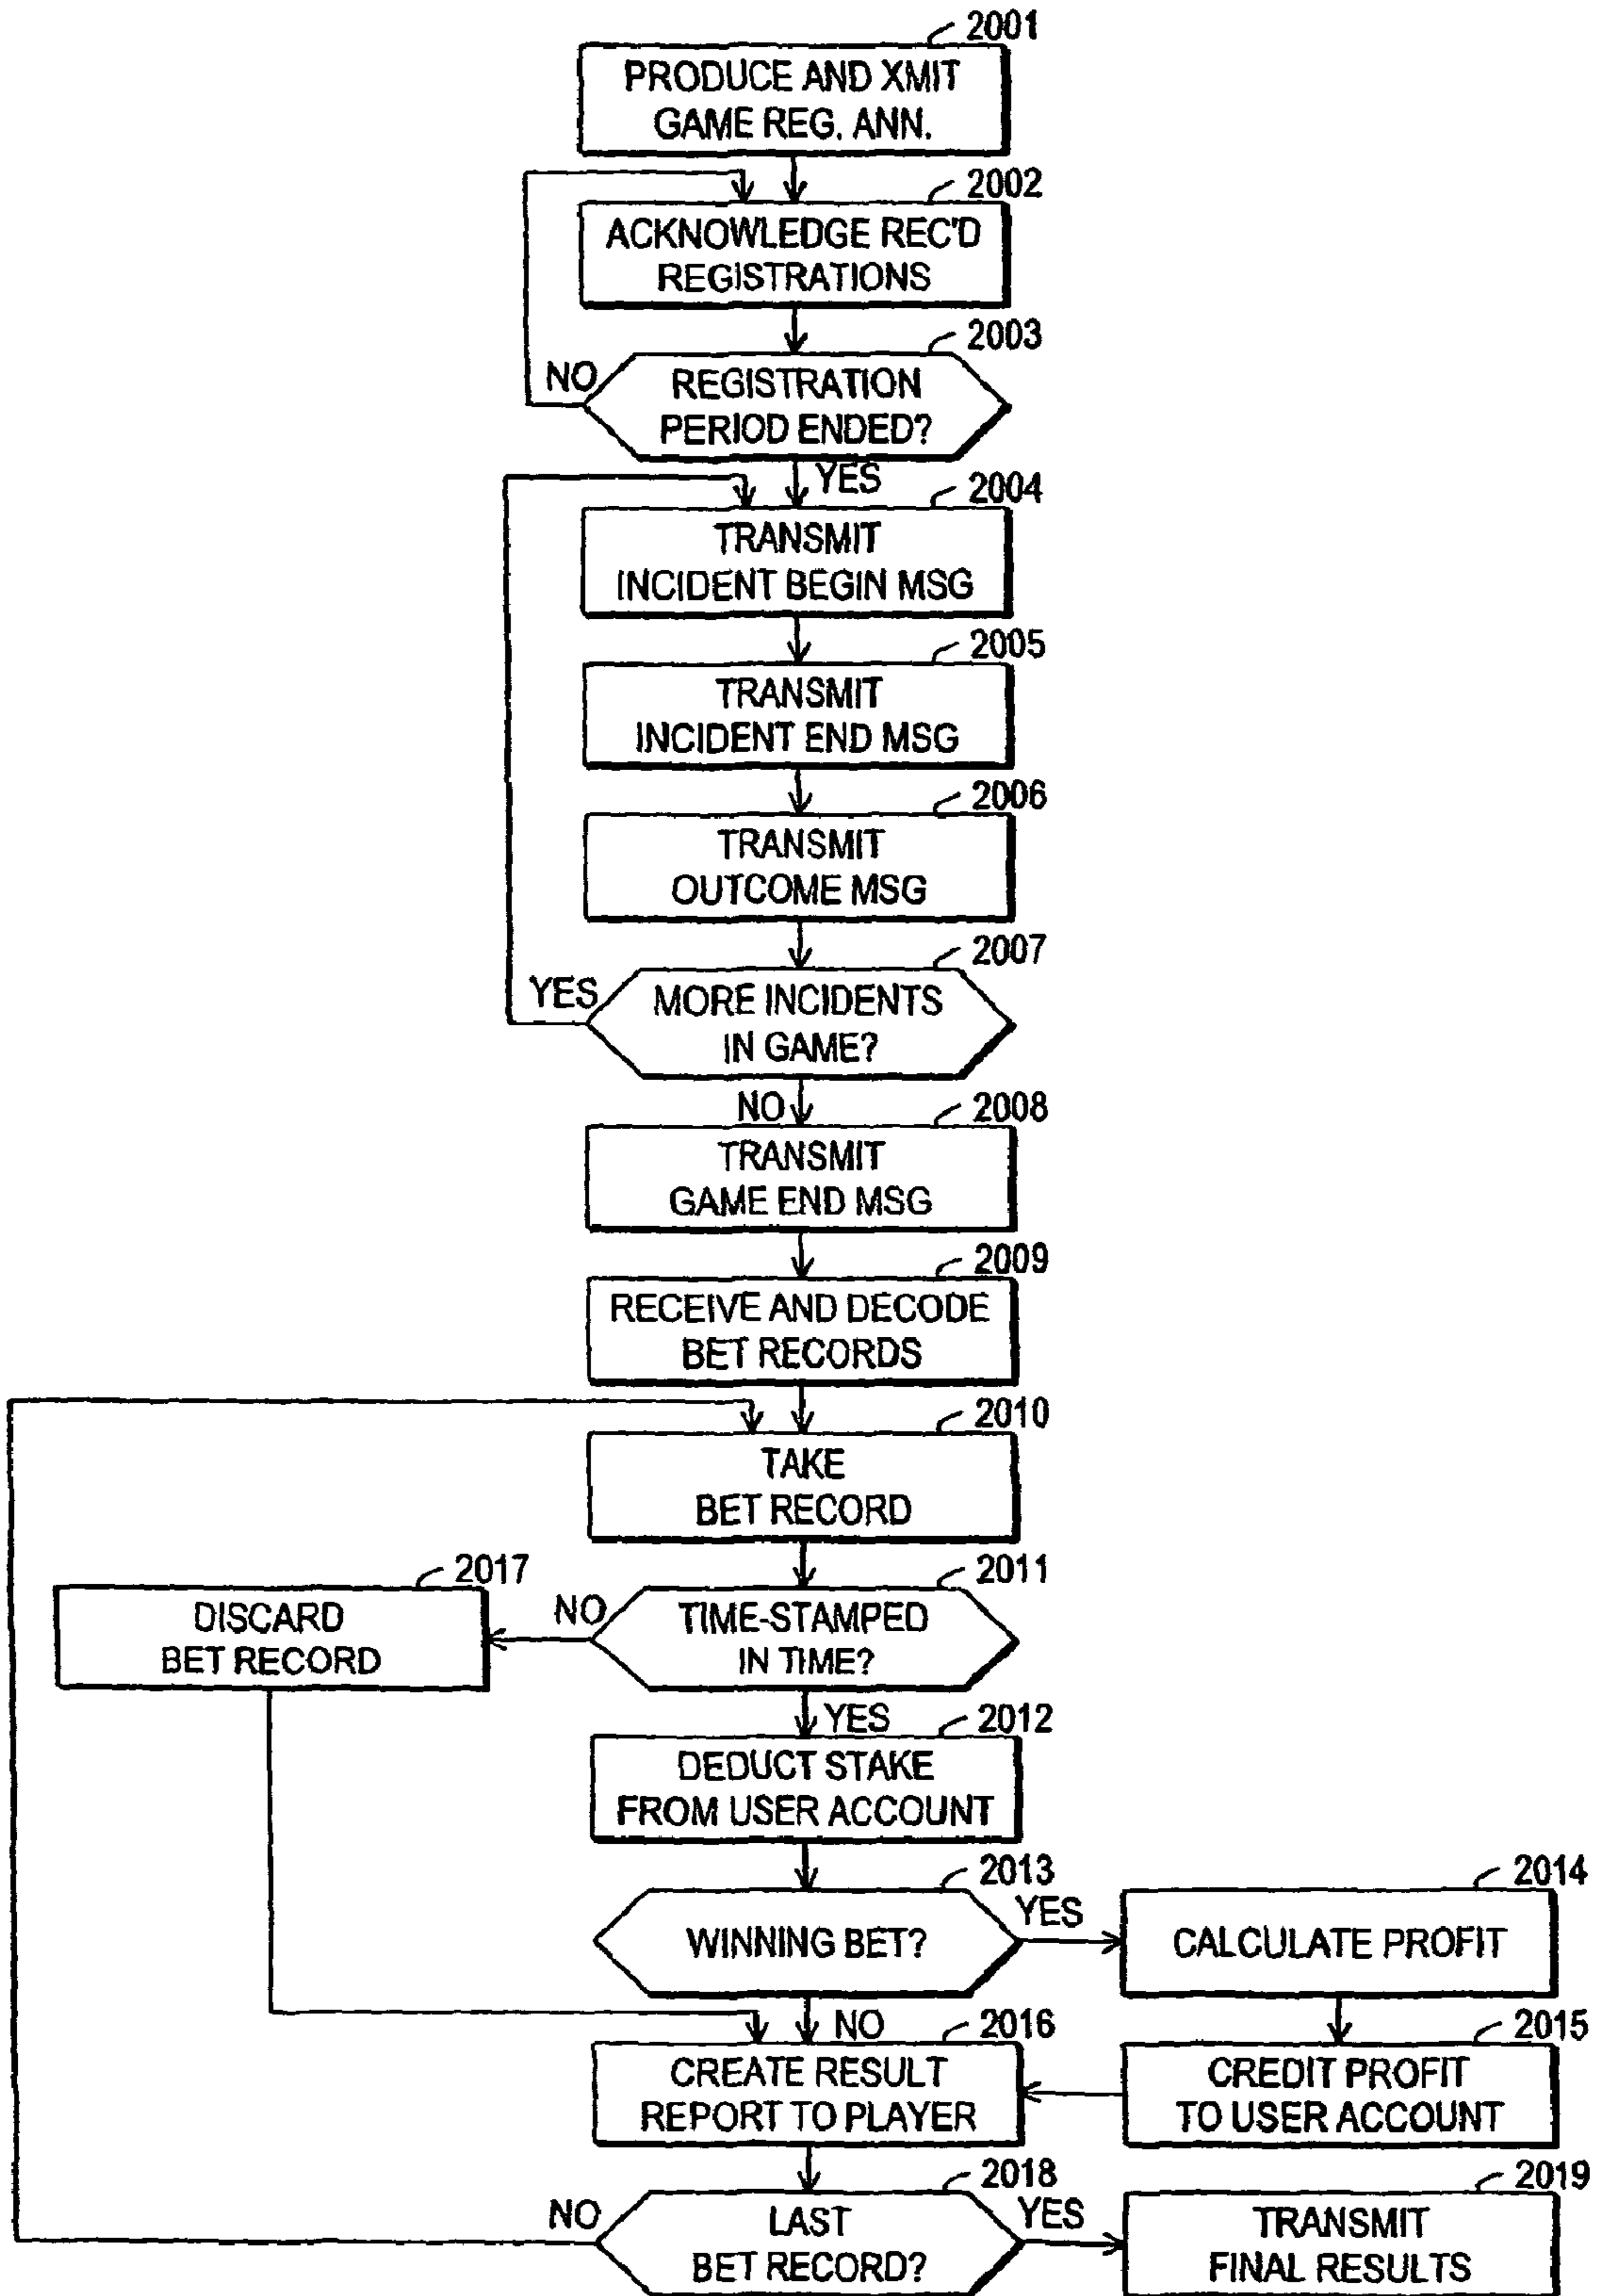 2001
PRODUCE AND XMIT
GAME REG. ANN.
2002
ACKNOWLEDGE REC'D
REGISTRATIONS
2003
NO
REGISTRATION
PERIOD ENDED?
YES
2004
TRANSMIT
INCIDENT BEGIN MSG
2005
TRANSMIT
INCIDENT END MSG
2006
TRANSMIT
OUTCOME MSG
2007
YES
MORE INCIDENTS
IN GAME?
NO
2008
TRANSMIT
GAME END MSG
2009
RECEIVE AND DECODE
BET RECORDS
2010
TAKE
BET RECORD
2017
DISCARD
BET RECORD
NO
2011
TIME-STAMPED
IN TIME?
YES
2012
DEDUCT STAKE
FROM USER ACCOUNT
2013
WINNING BET?
YES
2014
CALCULATE PROFIT
NO
2016
CREATE RESULT
REPORT TO PLAYER
2015
CREDIT PROFIT
TO USER ACCOUNT
2018
NO
LAST
BET RECORD?
YES
2019
TRANSMIT
FINAL RESULTS